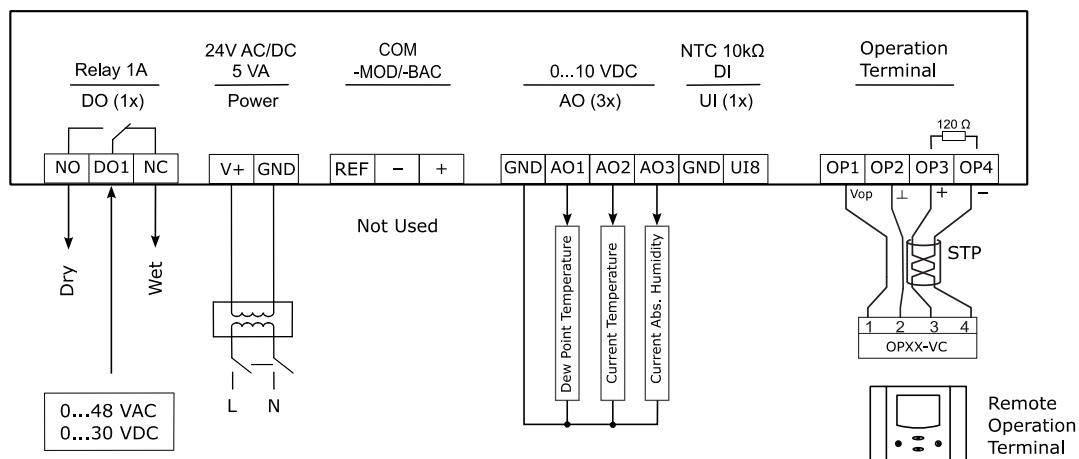 Relay 1A
DO (1x)
24V AC/DC
5 VA
Power
COM
-MOD/-BAC
0...10 VDC
AO (3x)
NTC 10kΩ
DI
UI (1x)
Operation
Terminal
120 Ω
NO DO1 NC
V+ GND
REF − +
GND AO1 AO2 AO3 GND UI8
OP1 OP2 OP3 OP4
Vop ⊥ + −
Not Used
Dry
Wet
Dew Point Temperature
Current Temperature
Current Abs. Humidity
STP
1 2 3 4
OPXX-VC
L N
0...48 VAC
0...30 VDC
Remote
Operation
Terminal